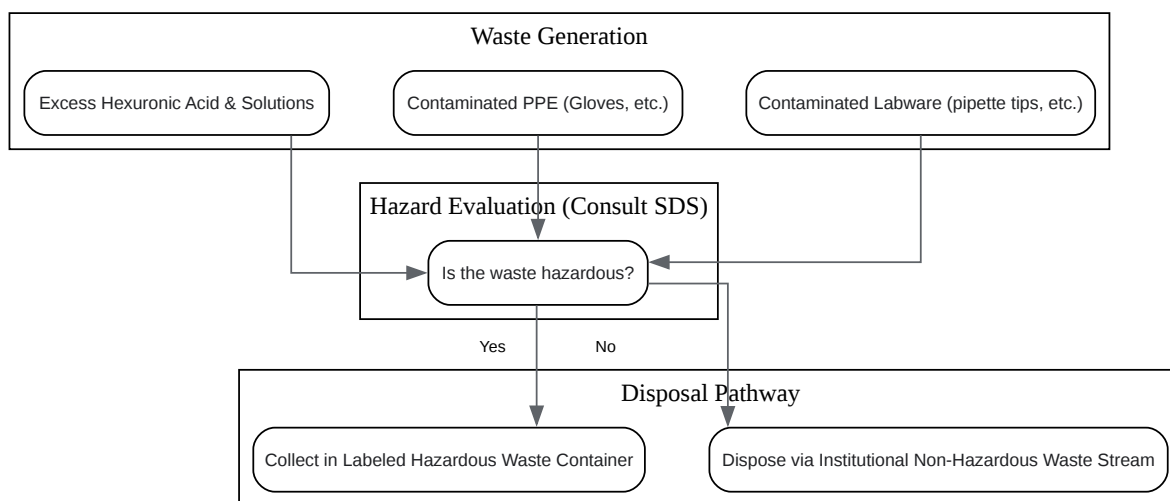 Waste Generation
Excess Hexuronic Acid & Solutions
Contaminated PPE (Gloves, etc.)
Contaminated Labware (pipette tips, etc.)
Hazard Evaluation (Consult SDS)
Is the waste hazardous?
Yes
No
Disposal Pathway
Collect in Labeled Hazardous Waste Container
Dispose via Institutional Non-Hazardous Waste Stream